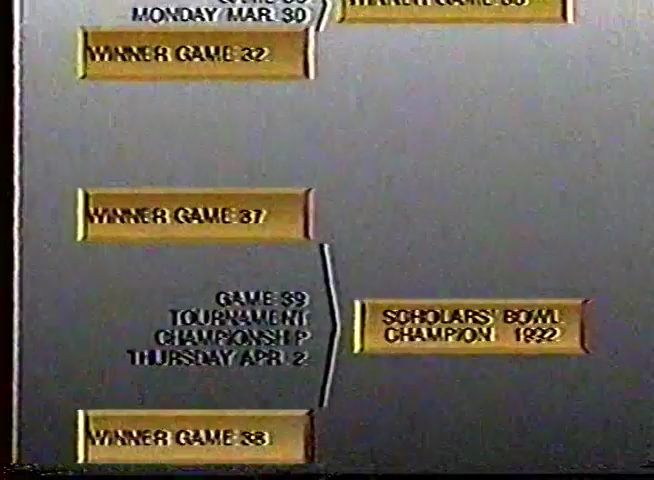 MONDAY MAR. 30
WINNER GAME 32
WINNER GAME 37
GAME 39
TOURNAMENT
CHAMPIONSHIP
THURSDAY APR. 2
SCHOLARS' BOWL
CHAMPION 1992
WINNER GAME 38